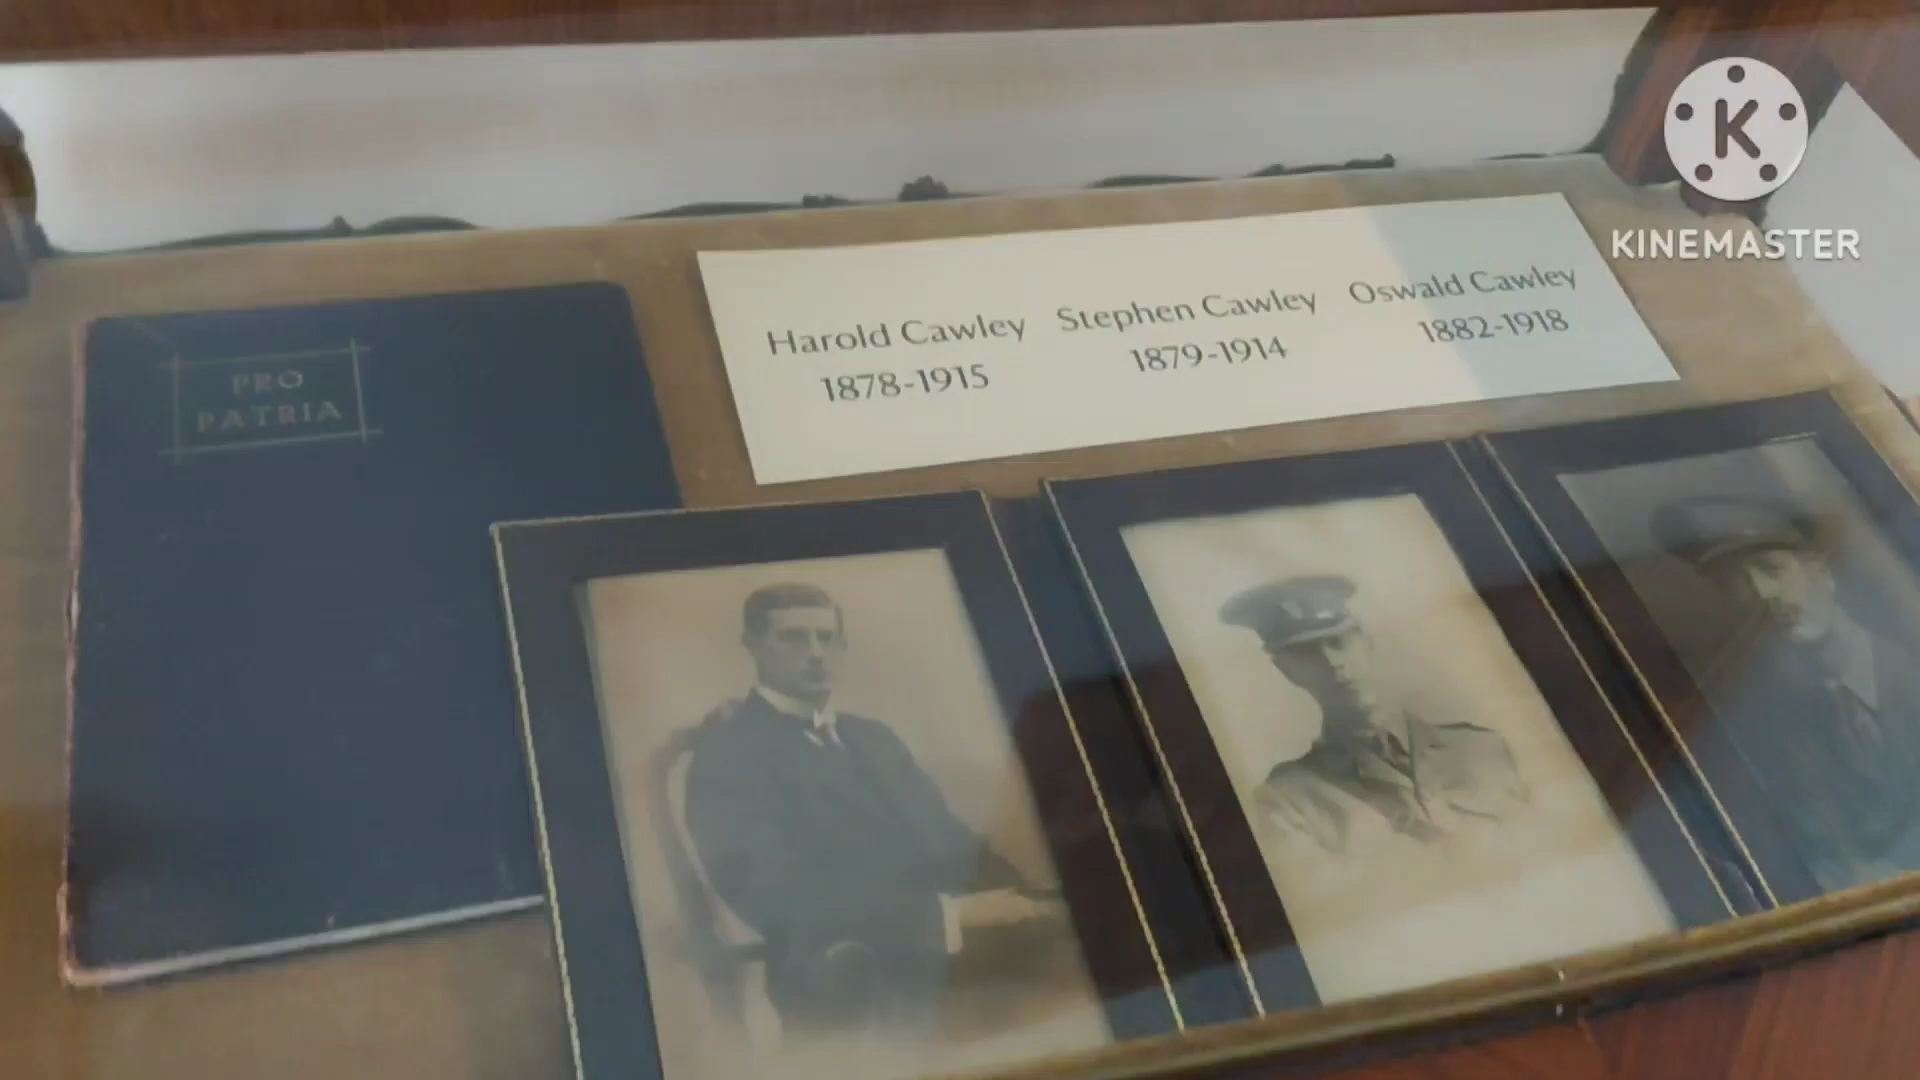 PRO
PATRIA
Harold Cawley
1878-1915
Stephen Cawley
1879-1914
Oswald Cawley
1882-1918
K
KINEMASTER